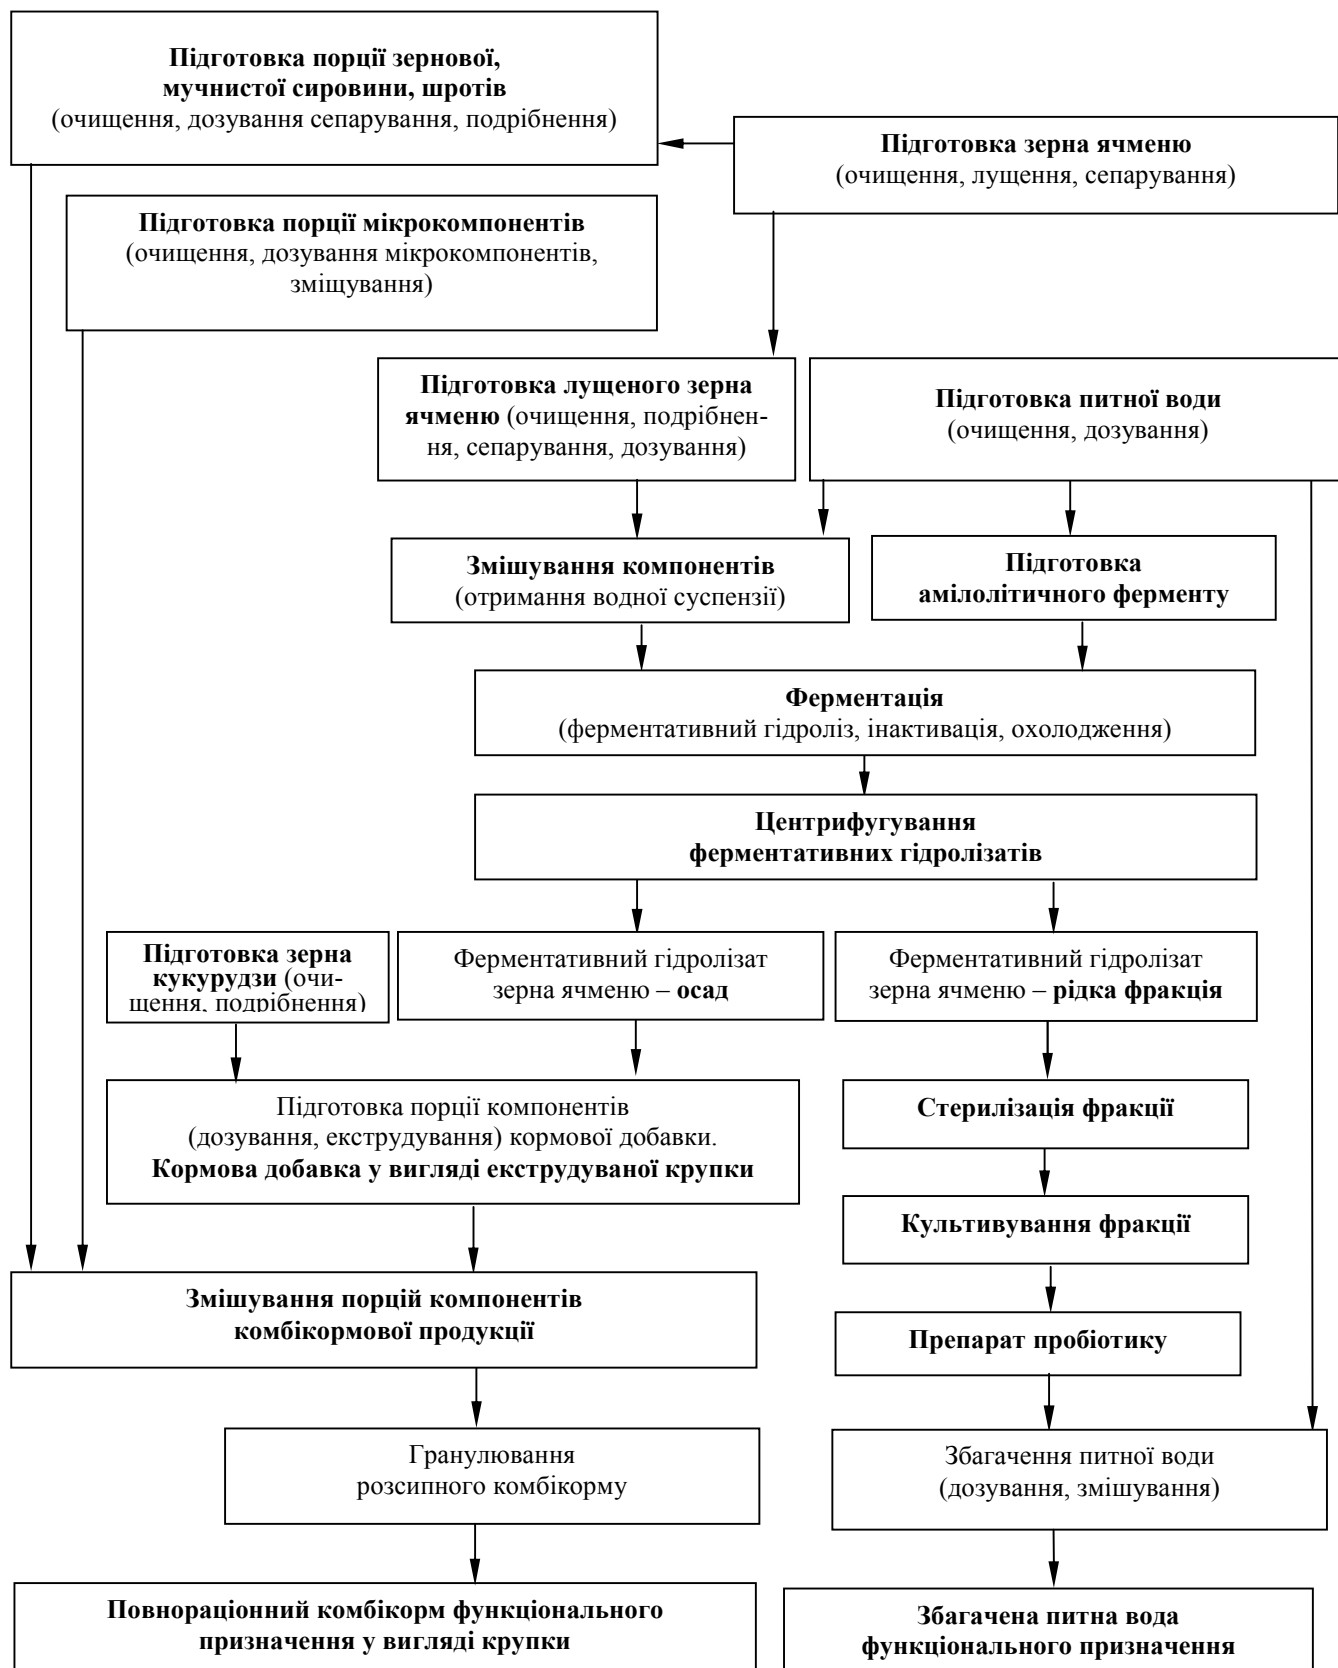 Підготовка порції зернової,
мучнистої сировини, шротів
(очищення, дозування сепарування, подрібнення)
Підготовка зерна ячменю
(очищення, лущення, сепарування)
Підготовка порції мікрокомпонентів
(очищення, дозування мікрокомпонентів,
зміщування)
Підготовка лущеного зерна
ячменю (очищення, подрібнен-
ня, сепарування, дозування)
Підготовка питної води
(очищення, дозування)
Змішування компонентів
(отримання водної суспензії)
Підготовка
амілолітичного ферменту
Ферментація
(ферментативний гідроліз, інактивація, охолодження)
Центрифугування
ферментативних гідролізатів
Підготовка зерна
кукурудзи (очи-
щення, подрібнення)
Ферментативний гідролізат
зерна ячменю – осад
Ферментативний гідролізат
зерна ячменю – рідка фракція
Підготовка порції компонентів
(дозування, екструдування) кормової добавки.
Кормова добавка у вигляді екструдуваної крупки
Стерилізація фракції
Культивування фракції
Змішування порцій компонентів
комбікормової продукції
Препарат пробіотику
Гранулювання
розсипного комбікорму
Збагачення питної води
(дозування, змішування)
Повнораціонний комбікорм функціонального
призначення у вигляді крупки
Збагачена питна вода
функціонального призначення